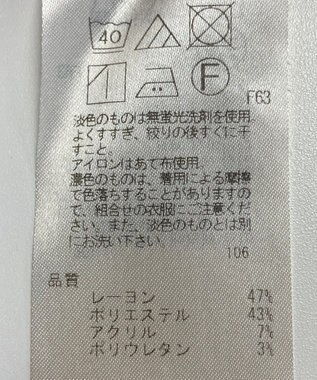 40
F
F63
淡色のものは無蛍光洗剤を使用。
よくすすぎ、絞りの後すぐに干
すこと。
アイロンはあて布使用。
濃色のものは、着用による摩擦
で色落ちすることがありますの
で、組合せの衣服にご注意くだ
さい。また、淡色のものとは別
にお洗い下さい。
106
品質
レーヨン 47%
ポリエステル 43%
アクリル 7%
ポリウレタン 3%